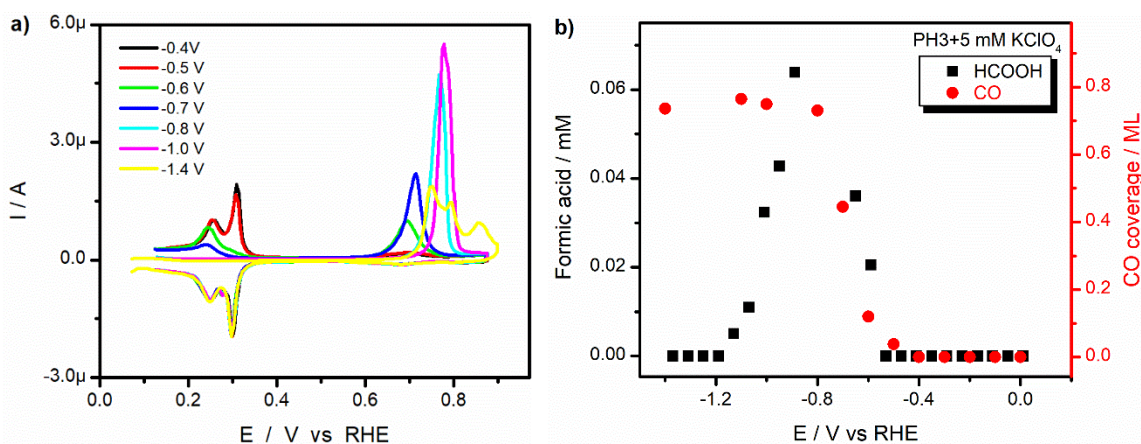 a)
6.0µ
3.0µ
0.0
-3.0µ
I / A
-0.4V
-0.5 V
-0.6 V
-0.7 V
-0.8 V
-1.0 V
-1.4 V
0.0 0.2 0.4 0.6 0.8
E / V vs RHE
b)
PH3+5 mM KClO4
HCOOH
CO
0.06
0.04
0.02
0.00
Formic acid / mM
0.8
0.6
0.4
0.2
0.0
CO coverage / ML
-1.2 -0.8 -0.4 0.0
E / V vs RHE